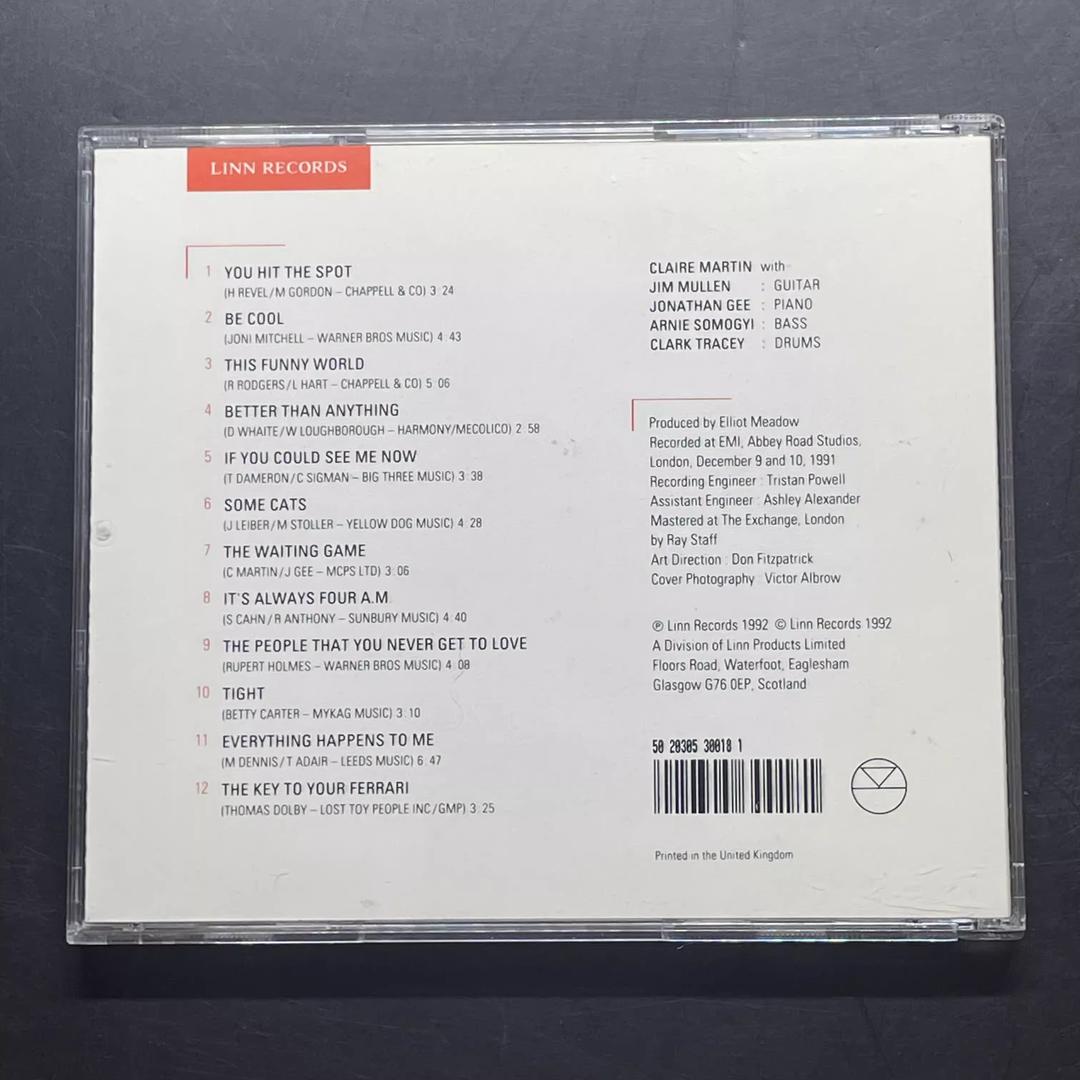 LINN RECORDS
1 YOU HIT THE SPOT
(H REVEL/M GORDON – CHAPPELL & CO) 3:24
2 BE COOL
(JONI MITCHELL – WARNER BROS MUSIC) 4:43
3 THIS FUNNY WORLD
(R RODGERS/L HART – CHAPPELL & CO) 5:06
4 BETTER THAN ANYTHING
(D WHAITE/W LOUGHBOROUGH – HARMONY/MECOLICO) 2:58
5 IF YOU COULD SEE ME NOW
(T DAMERON/C SIGMAN – BIG THREE MUSIC) 3:38
6 SOME CATS
(J LEIBER/M STOLLER – YELLOW DOG MUSIC) 4:28
7 THE WAITING GAME
(C MARTIN/J GEE – MCPS LTD) 3:06
8 IT'S ALWAYS FOUR A.M.
(S CAHN/R ANTHONY – SUNBURY MUSIC) 4:40
9 THE PEOPLE THAT YOU NEVER GET TO LOVE
(RUPERT HOLMES – WARNER BROS MUSIC) 4:08
10 TIGHT
(BETTY CARTER – MYKAG MUSIC) 3:10
11 EVERYTHING HAPPENS TO ME
(M DENNIS/T ADAIR – LEEDS MUSIC) 6:47
12 THE KEY TO YOUR FERRARI
(THOMAS DOLBY – LOST TOY PEOPLE INC/GMP) 3:25
CLAIRE MARTIN with
JIM MULLEN : GUITAR
JONATHAN GEE : PIANO
ARNIE SOMOGYI : BASS
CLARK TRACEY : DRUMS
Produced by Elliot Meadow
Recorded at EMI, Abbey Road Studios,
London, December 9 and 10, 1991
Recording Engineer : Tristan Powell
Assistant Engineer : Ashley Alexander
Mastered at The Exchange, London
by Ray Staff
Art Direction : Don Fitzpatrick
Cover Photography : Victor Albrow
℗ Linn Records 1992 © Linn Records 1992
A Division of Linn Products Limited
Floors Road, Waterfoot, Eaglesham
Glasgow G76 0EP, Scotland
50 20305 30018 1
Printed in the United Kingdom